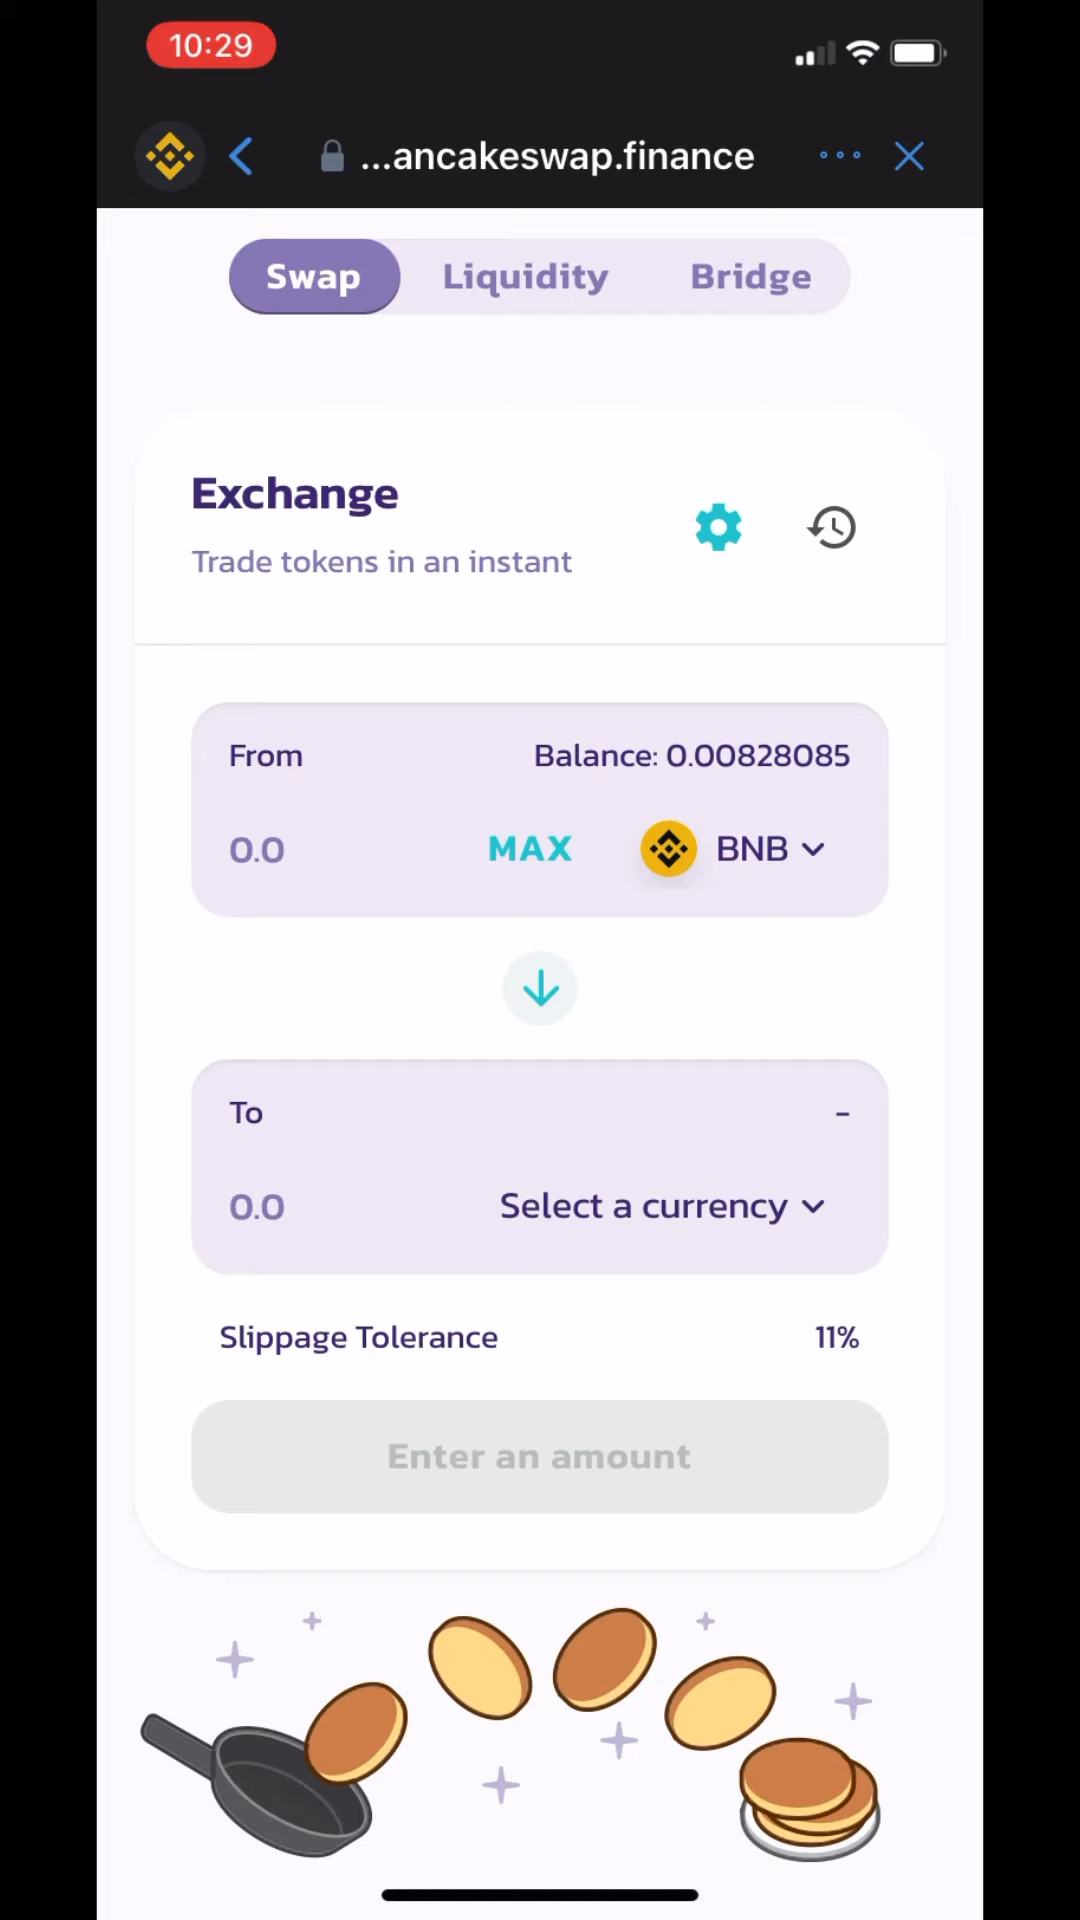 10:29
...ancakeswap.finance
Swap Liquidity Bridge
Exchange
Trade tokens in an instant
From Balance: 0.00828085
0.0 MAX BNB
To -
0.0 Select a currency
Slippage Tolerance 11%
Enter an amount